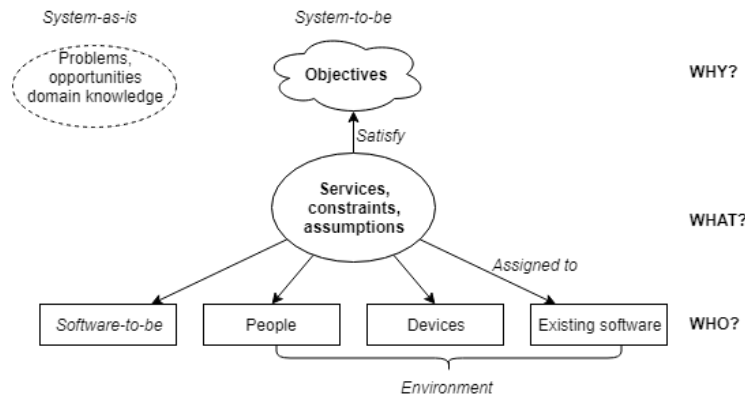 System-as-is
System-to-be
Problems,
opportunities
domain knowledge
Objectives
WHY?
Satisfy
Services,
constraints,
assumptions
WHAT?
Assigned to
Software-to-be
People
Devices
Existing software
WHO?
Environment